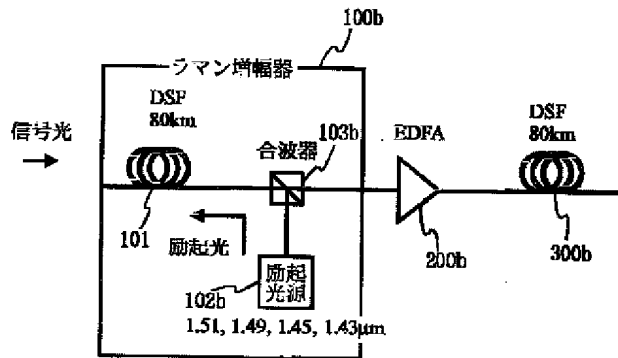 100b
ラマン増幅器
DSF
80km
信号光
103b
合波器
EDFA
DSF
80km
101
励起光
102b
励起
光源
200b
300b
1.51, 1.49, 1.45, 1.43μm